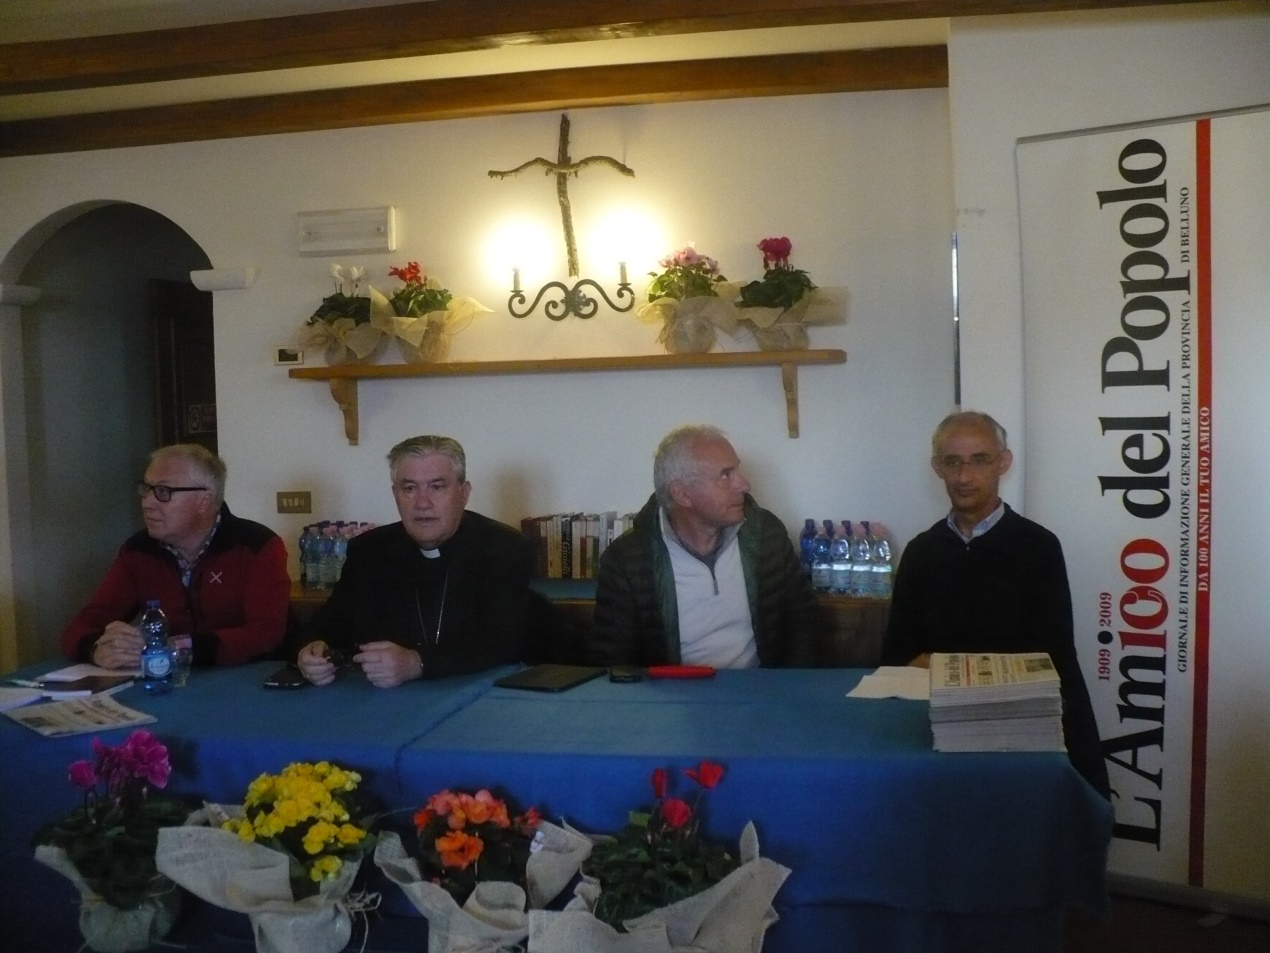 L'Amico del Popolo
1909 • 2009
GIORNALE DI INFORMAZIONE GENERALE DELLA PROVINCIA DI BELLUNO
DA 100 ANNI IL TUO AMICO